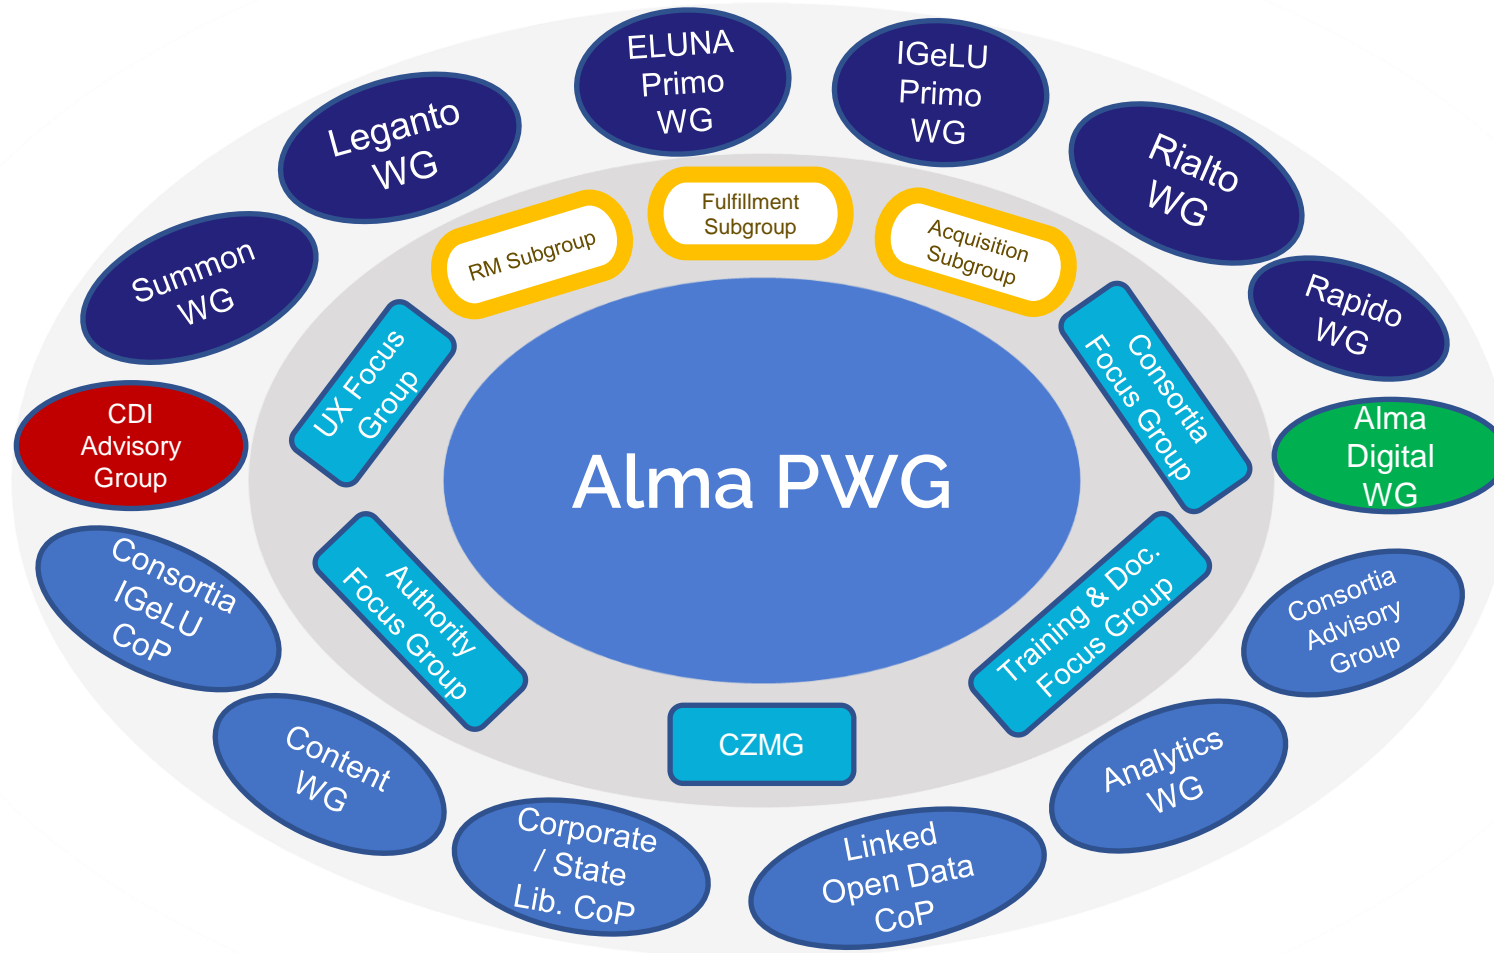 ELUNA
Primo
WG
IGeLU
Primo
WG
Leganto
WG
Rialto
WG
Summon
WG
Rapido
WG
RM Subgroup
Fulfillment
Subgroup
Acquisition
Subgroup
UX Focus
Group
Consortia
Focus Group
CDI
Advisory
Group
Alma PWG
Alma
Digital
WG
Consortia
IGeLU
CoP
Authority
Focus Group
Training & Doc.
Focus Group
Consortia
Advisory
Group
Content
WG
CZMG
Analytics
WG
Corporate
/ State
Lib. CoP
Linked
Open Data
CoP